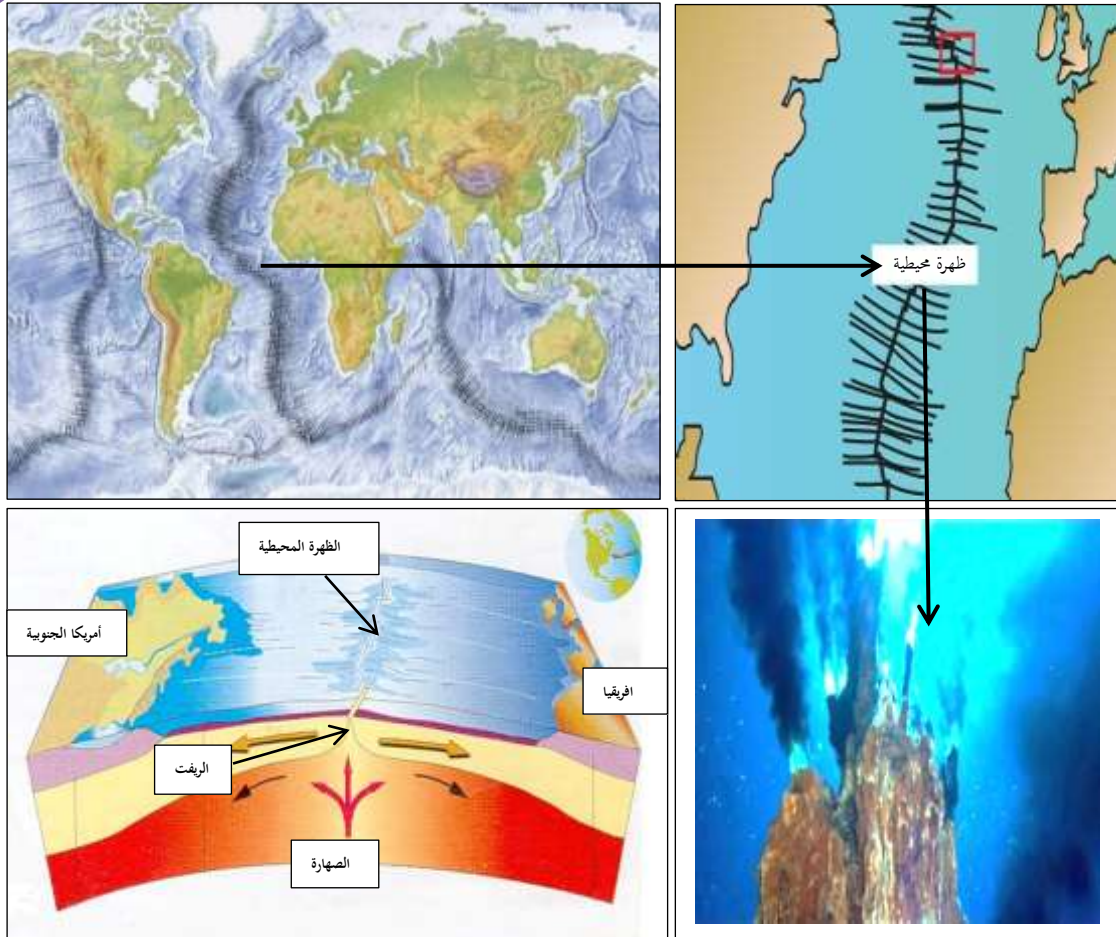 ظهرة محيطية
الظهرة المحيطية
أمريكا الجنوبية
افريقيا
الريفت
الصهارة